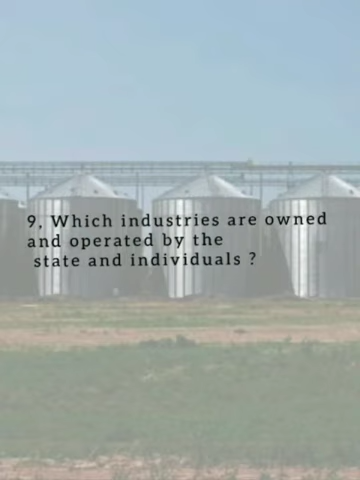 9, Which industries are owned
and operated by the
state and individuals ?